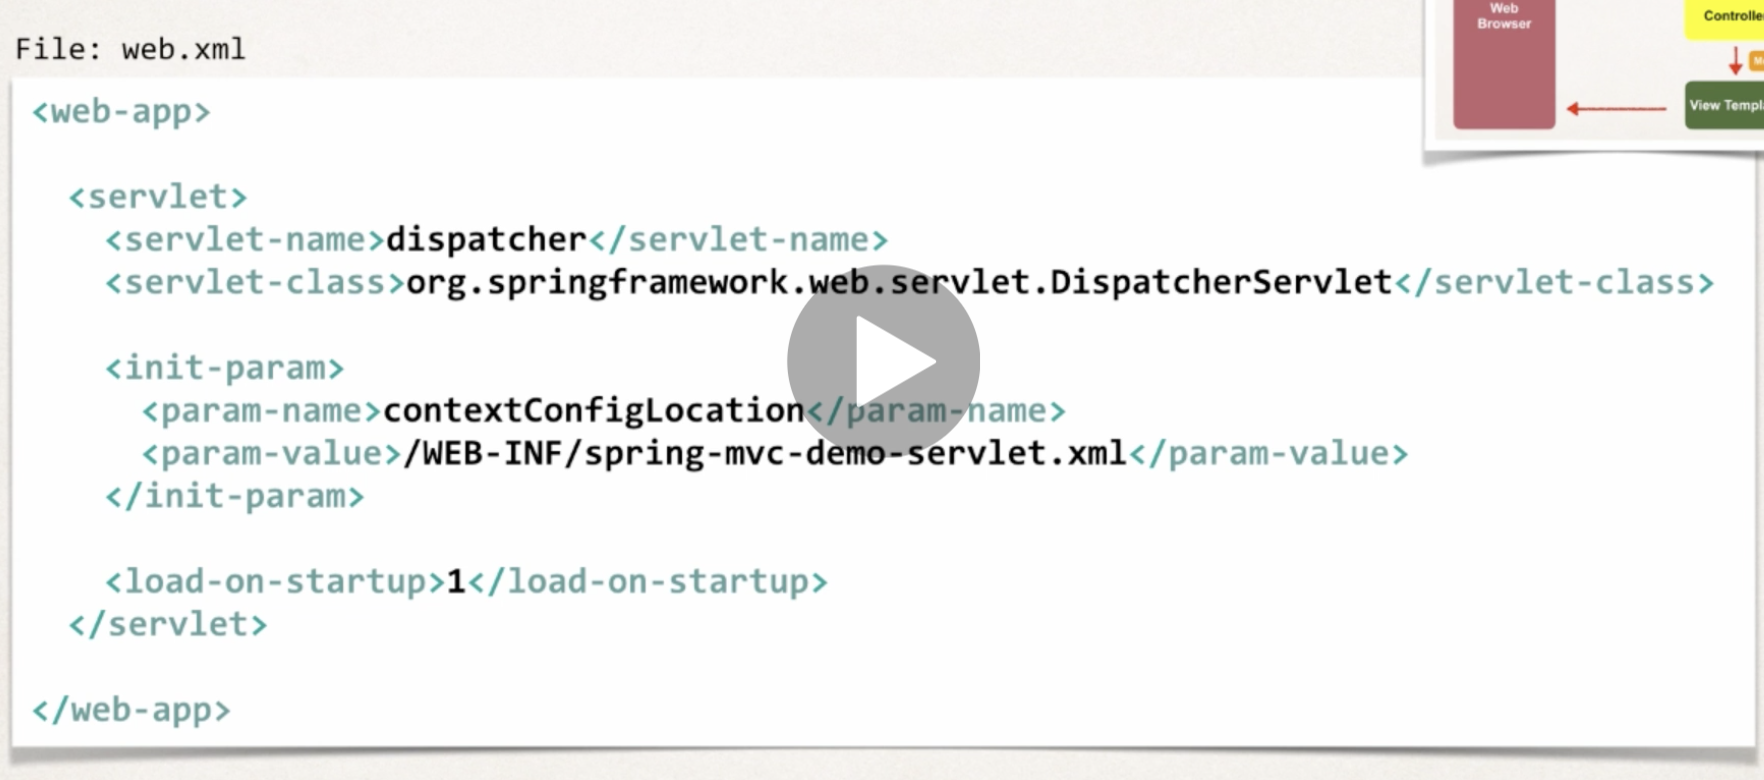 Web
Browser
View
File: web.xml
<web-app>
<servlet>
<servlet-name>dispatcher</servlet-name>
<servlet-class>org.springframework.web.servlet.DispatcherServlet</servlet-class>
<init-param>
<param-name>contextConfigLocation</param-name>
<param-value>/WEB-INF/spring-mvc-demo-servlet.xml</param-value>
</init-param>
<load-on-startup>1</load-on-startup>
</servlet>
</web-app>